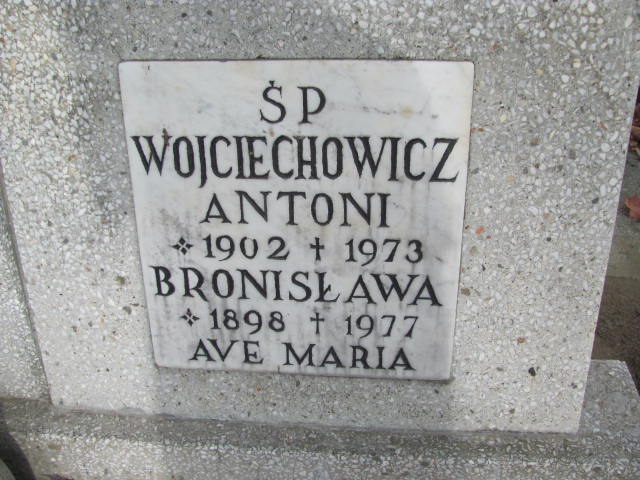 ŚP
WOJCIECHOWICZ
ANTONI
1902 † 1973
BRONISŁAWA
1898 † 1977
AVE MARIA